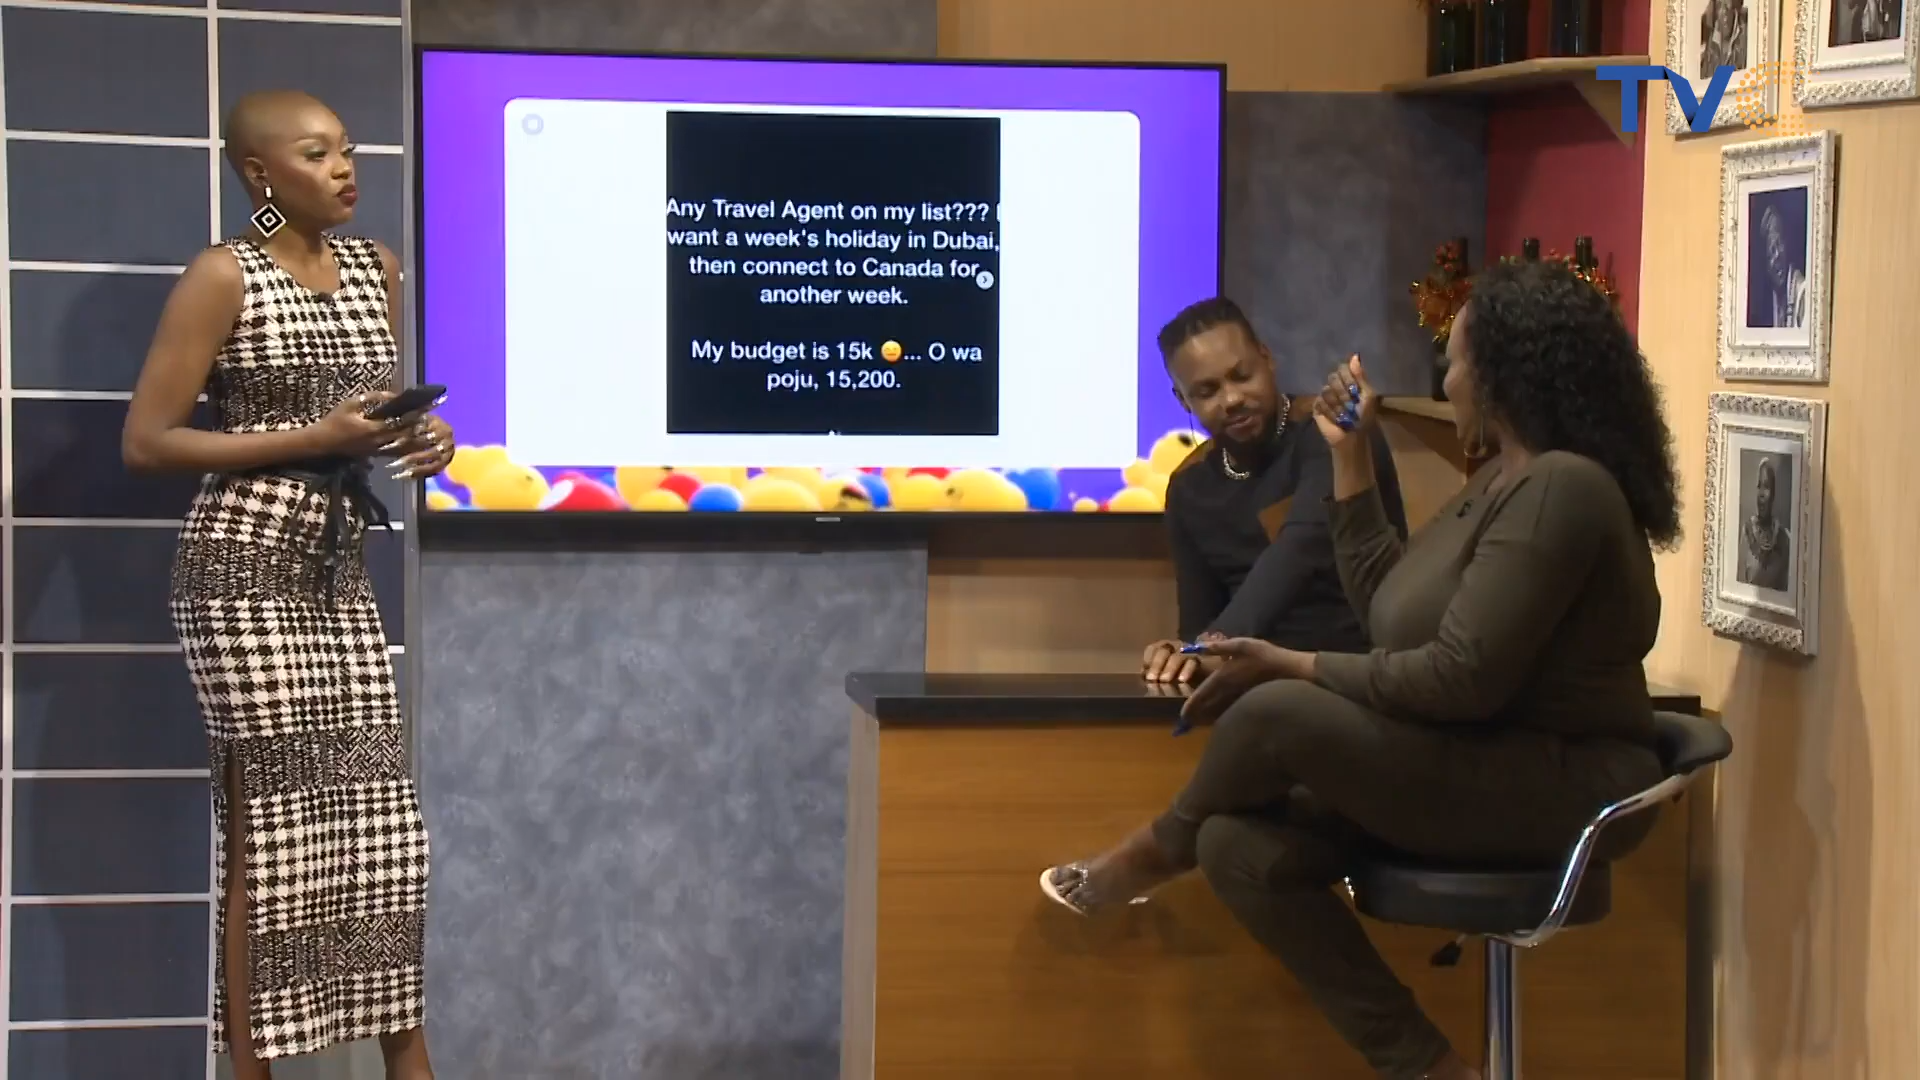 TVC
Any Travel Agent on my list??? I
want a week's holiday in Dubai,
then connect to Canada for
another week.
My budget is 15k 😑... O wa
poju, 15,200.